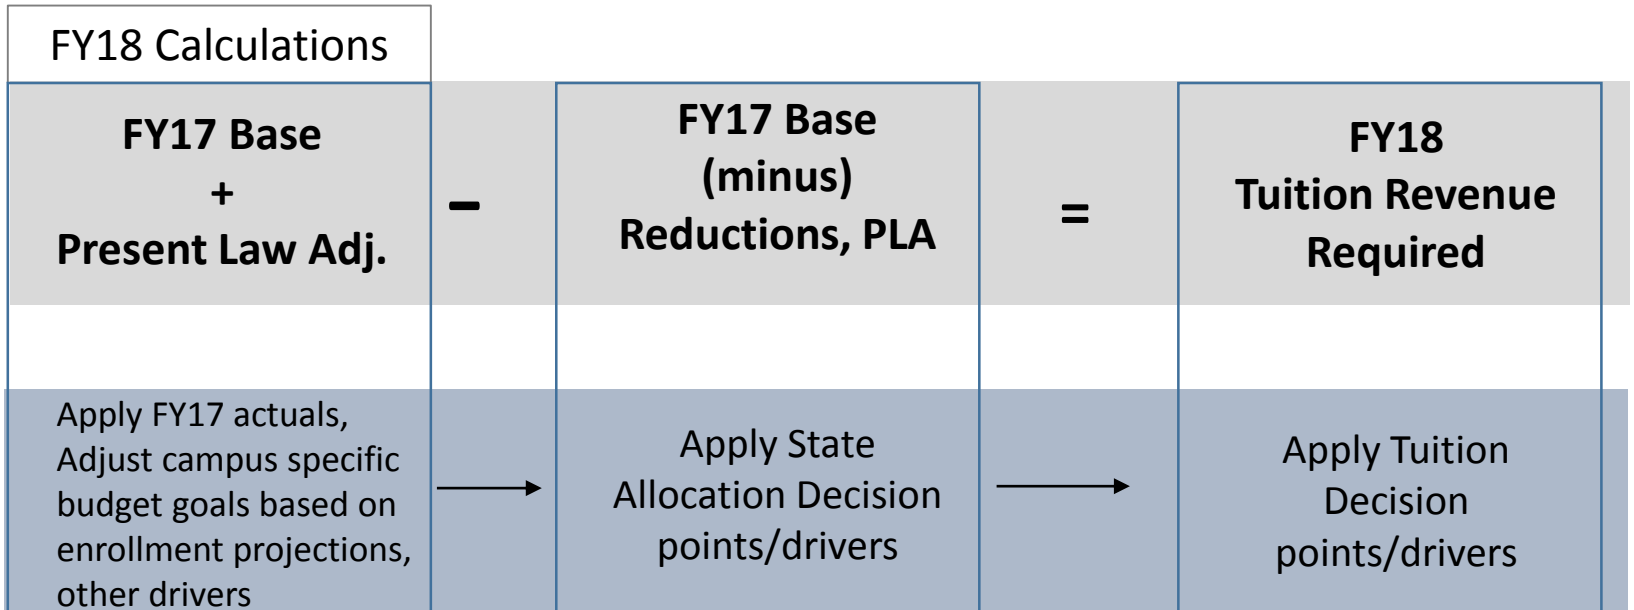 FY18 Calculations
FY17 Base
+
Present Law Adj.
-
FY17 Base
(minus)
Reductions, PLA
=
FY18
Tuition Revenue
Required
Apply FY17 actuals,
Adjust campus specific
budget goals based on
enrollment projections,
other drivers
Apply State
Allocation Decision
points/drivers
Apply Tuition
Decision
points/drivers